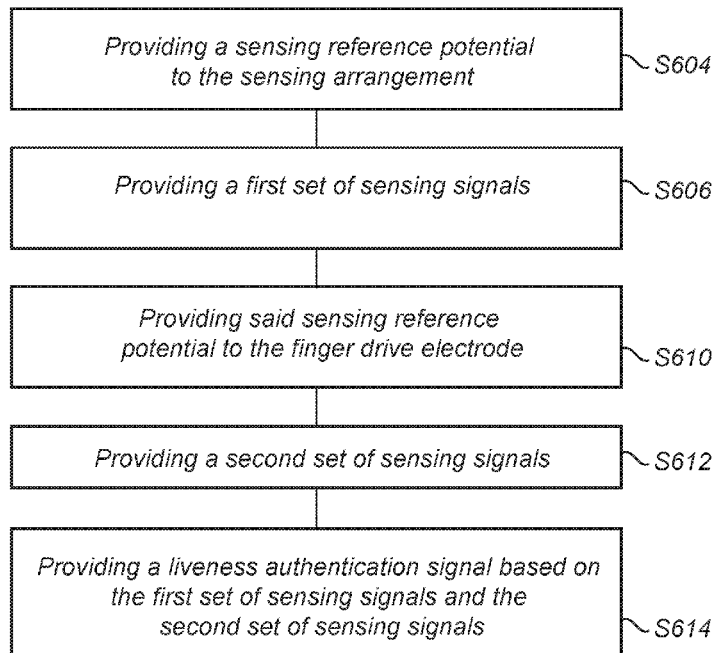 Providing a sensing reference potential
to the sensing arrangement
S604
Providing a first set of sensing signals
S606
Providing said sensing reference
potential to the finger drive electrode
S610
Providing a second set of sensing signals
S612
Providing a liveness authentication signal based on
the first set of sensing signals and the
second set of sensing signals
S614